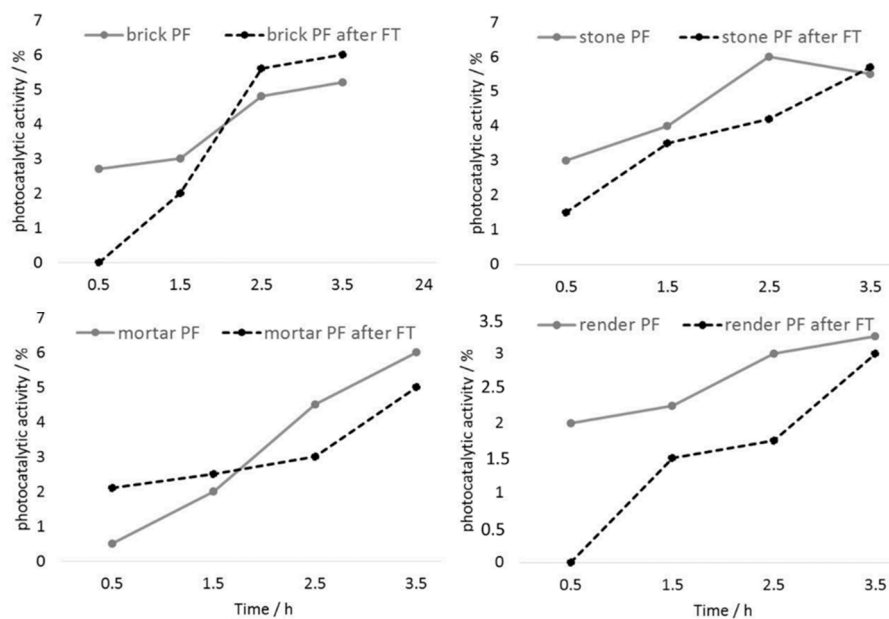 7
brick PF
brick PF after FT
6
5
4
3
2
1
0
photocatalytic activity / %
0.5 1.5 2.5 3.5 24
7
stone PF
stone PF after FT
6
5
4
3
2
1
0
photocatalytic activity / %
0.5 1.5 2.5 3.5
7
mortar PF
mortar PF after FT
6
5
4
3
2
1
0
photocatalytic activity / %
0.5 1.5 2.5 3.5
Time / h
3.5
render PF
render PF after FT
3
2.5
2
1.5
1
0.5
0
photocatalytic activity / %
0.5 1.5 2.5 3.5
Time / h